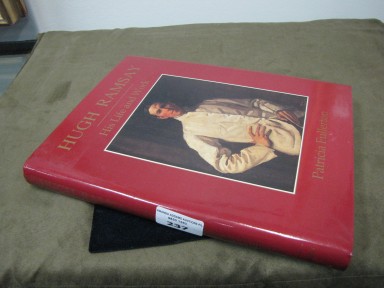 HUGH RAMSAY
His Life and Work
Patricia Fullerton
237